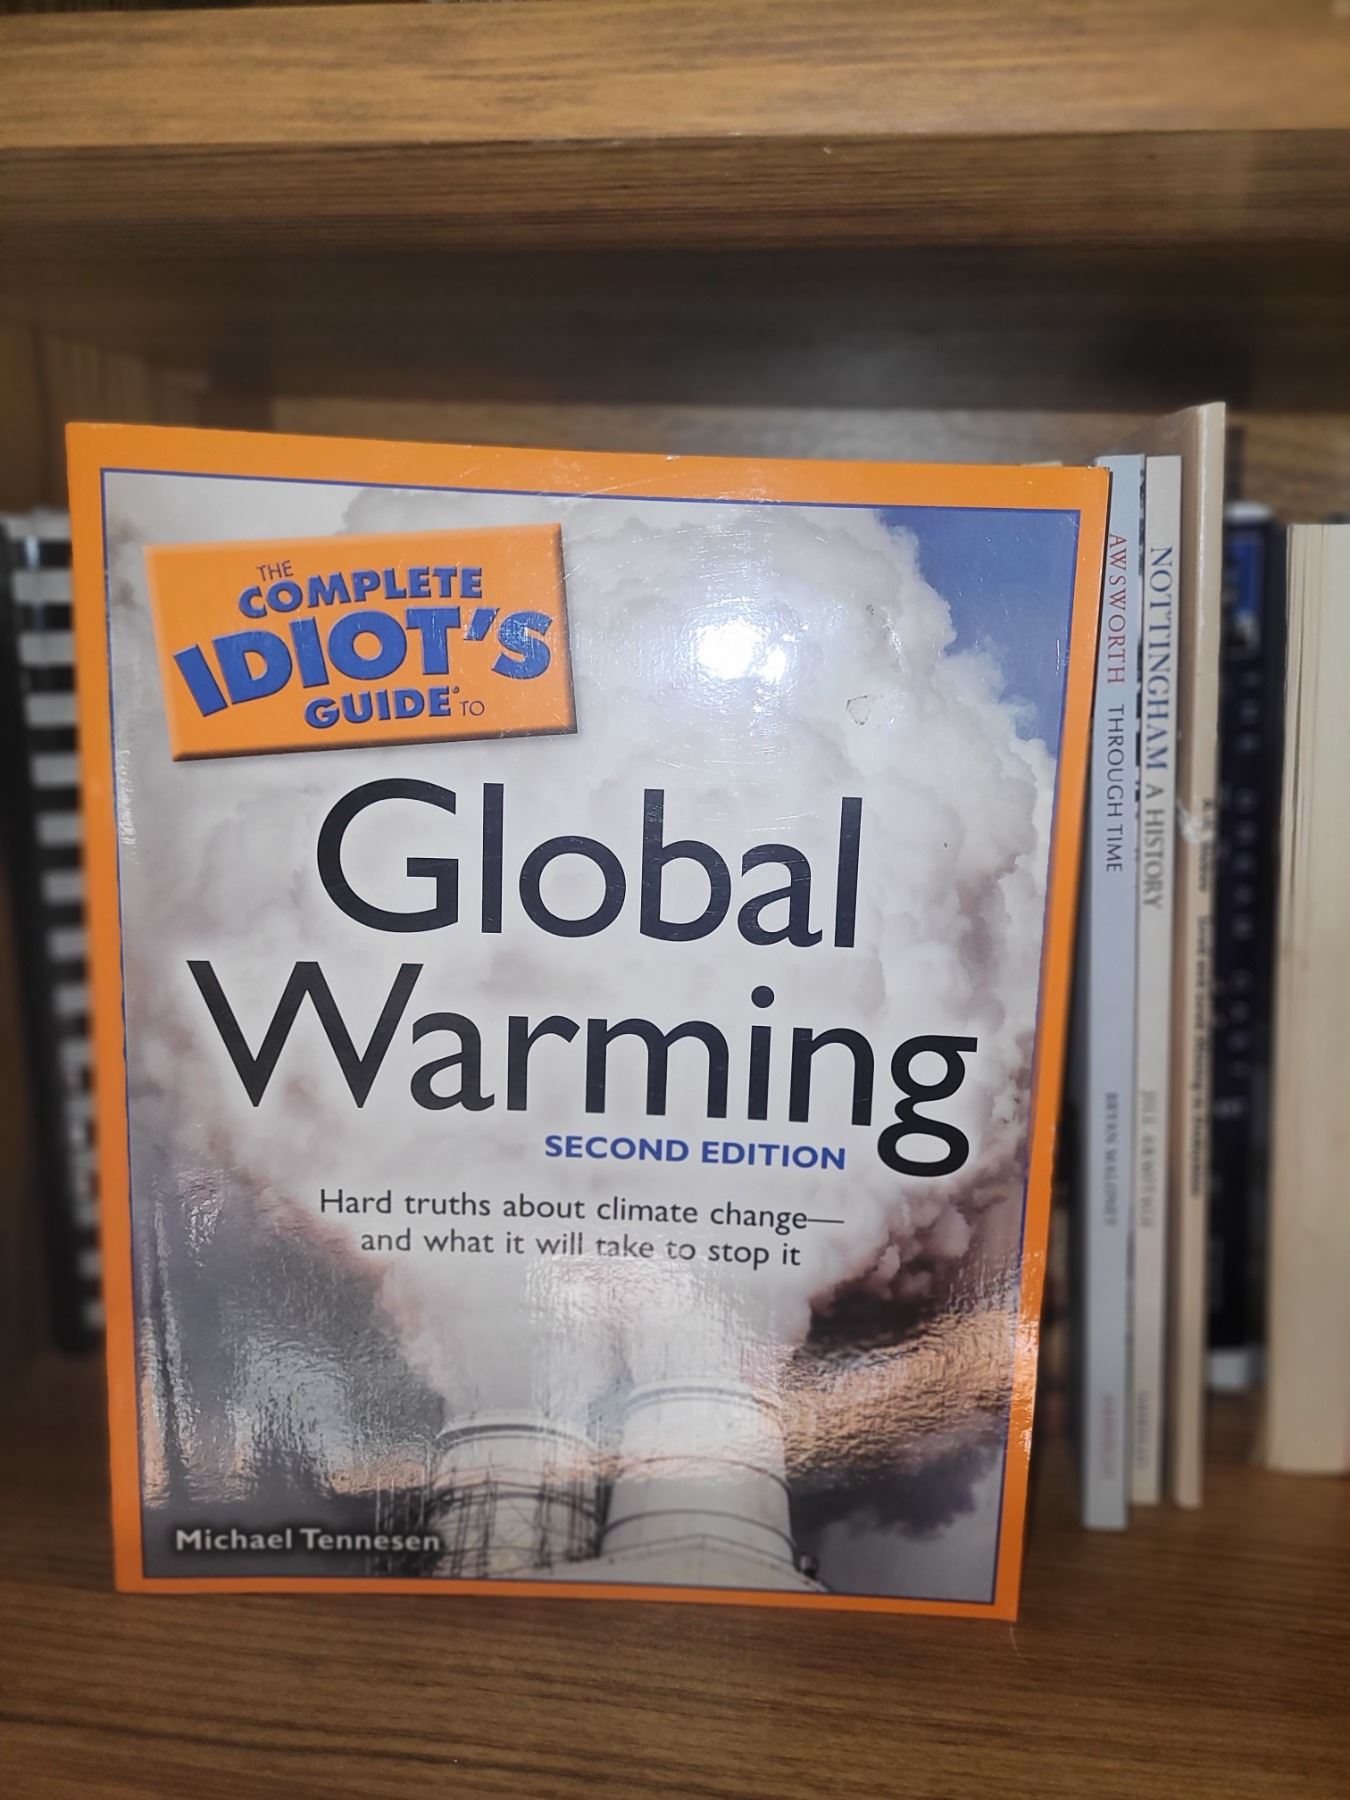 THE
COMPLETE
IDIOT'S
GUIDE® TO
Global
Warming
SECOND EDITION
Hard truths about climate change—
and what it will take to stop it
Michael Tennesen
AWSWORTH THROUGH TIME
NOTTINGHAM A HISTORY